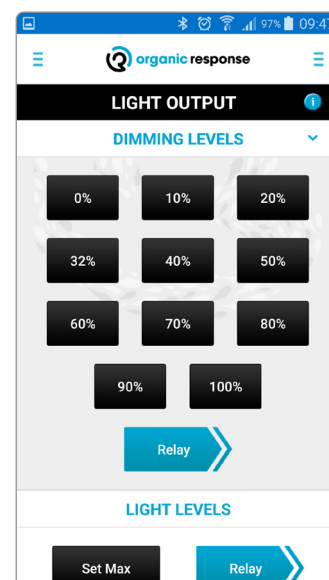 97% 09:47
organic response
LIGHT OUTPUT i
DIMMING LEVELS
0% 10% 20%
32% 40% 50%
60% 70% 80%
90% 100%
Relay
LIGHT LEVELS
Set Max Relay